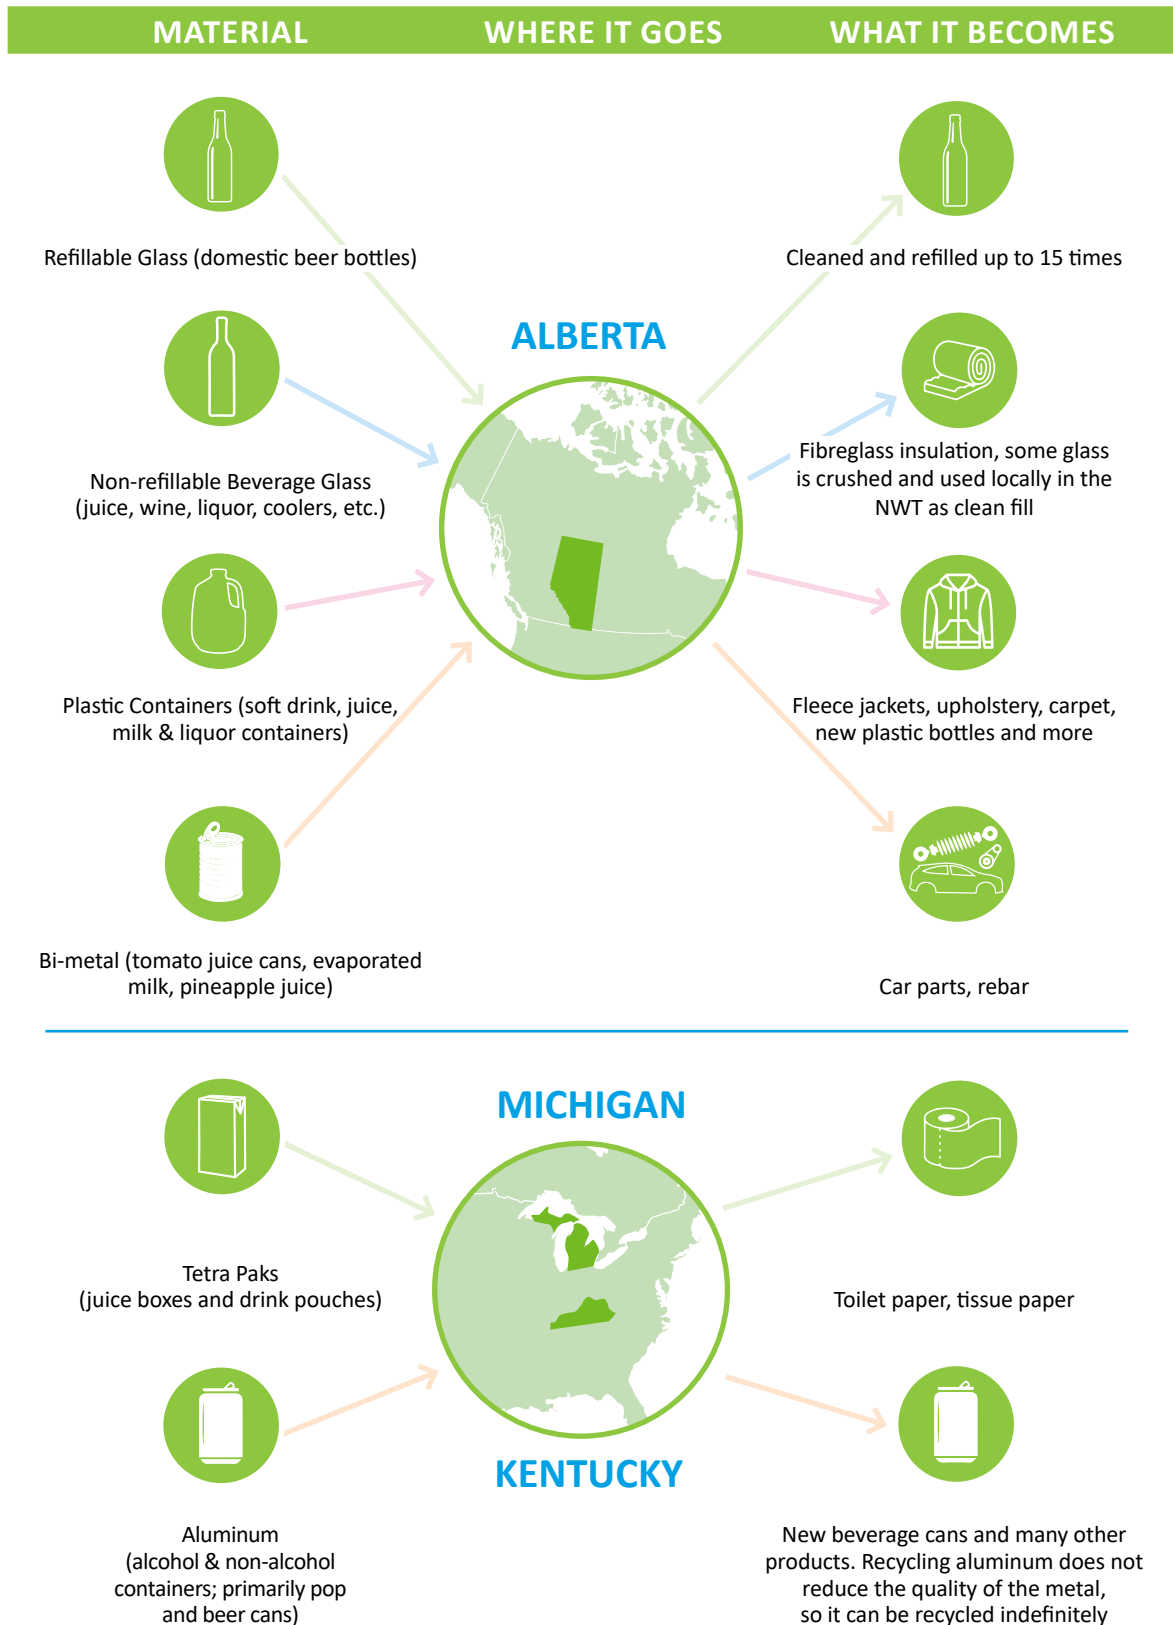 MATERIAL WHERE IT GOES WHAT IT BECOMES
Refillable Glass (domestic beer bottles)
Cleaned and refilled up to 15 times
ALBERTA
Non-refillable Beverage Glass
(juice, wine, liquor, coolers, etc.)
Fibreglass insulation, some glass
is crushed and used locally in the
NWT as clean fill
Plastic Containers (soft drink, juice,
milk & liquor containers)
Fleece jackets, upholstery, carpet,
new plastic bottles and more
Bi-metal (tomato juice cans, evaporated
milk, pineapple juice)
Car parts, rebar
MICHIGAN
Tetra Paks
(juice boxes and drink pouches)
Toilet paper, tissue paper
KENTUCKY
Aluminum
(alcohol & non-alcohol
containers; primarily pop
and beer cans)
New beverage cans and many other
products. Recycling aluminum does not
reduce the quality of the metal,
so it can be recycled indefinitely